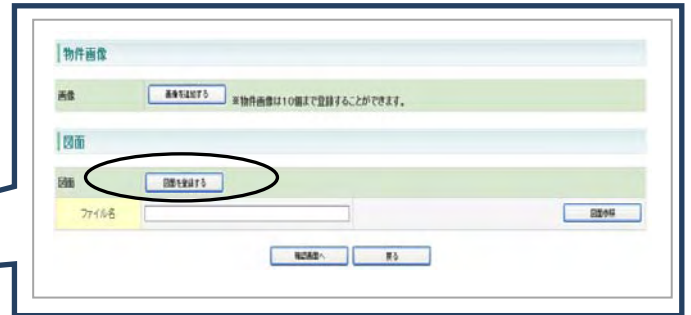 物件画像
画像 画像を追加する ※物件画像は10個まで登録することができます。
図面
図面 図面を登録する
ファイル名 図面参照
確認画面へ 戻る